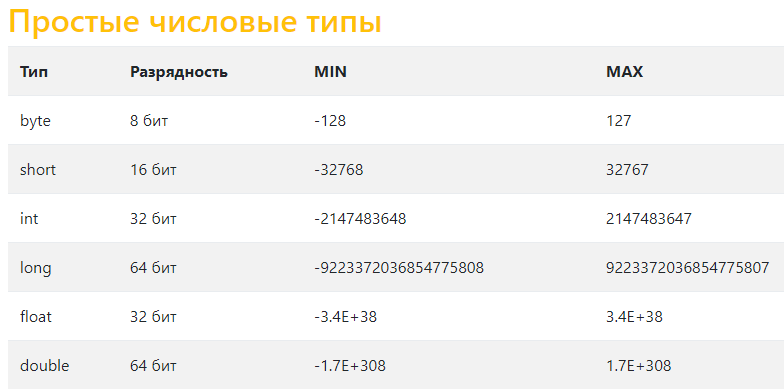 Простые числовые типы
Тип Разрядность MIN MAX
byte 8 бит -128 127
short 16 бит -32768 32767
int 32 бит -2147483648 2147483647
long 64 бит -9223372036854775808 9223372036854775807
float 32 бит -3.4E+38 3.4E+38
double 64 бит -1.7E+308 1.7E+308